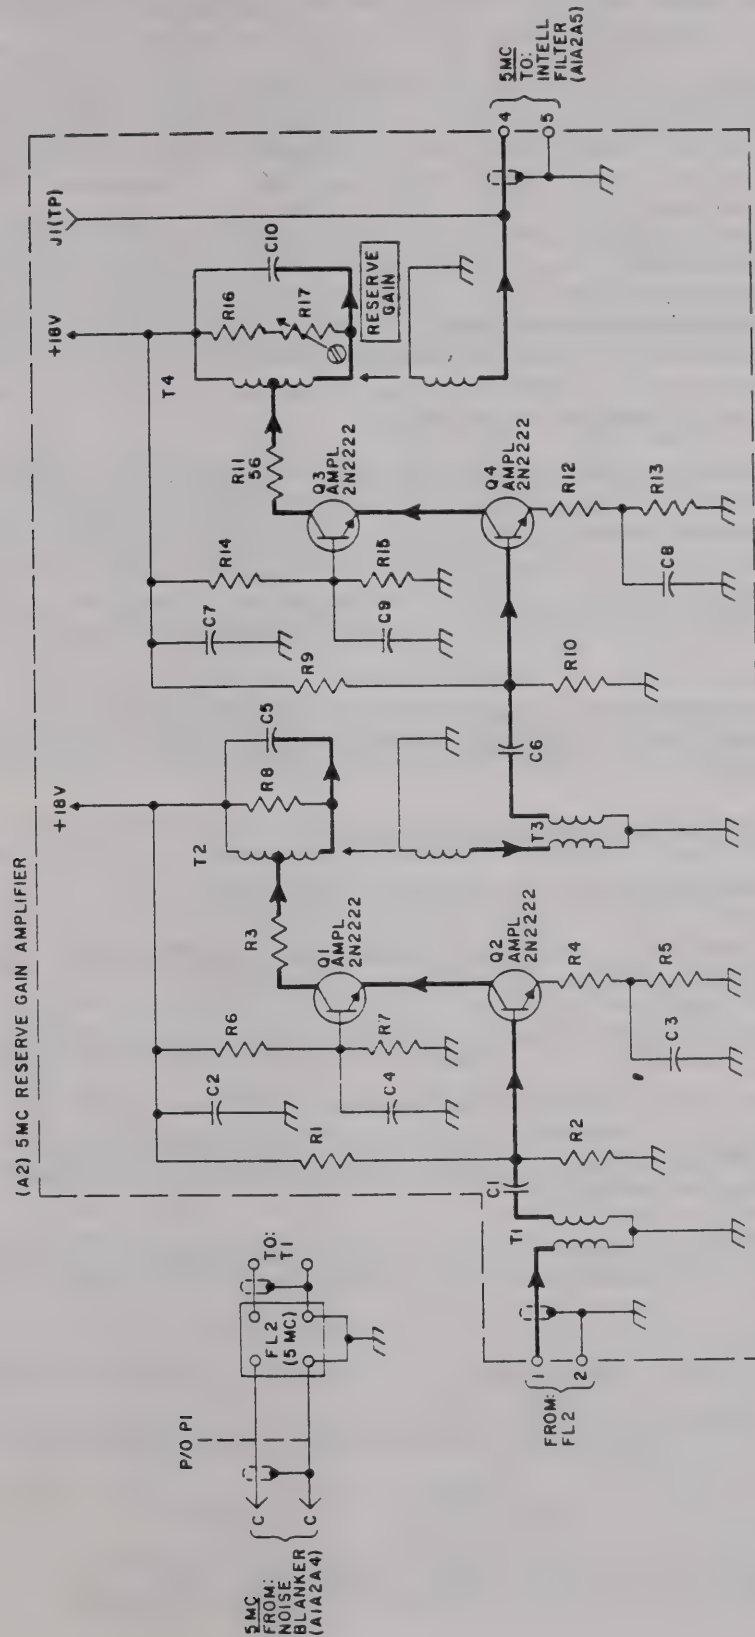 (A2) 5MC RESERVE GAIN AMPLIFIER
5MC
FROM:
NOISE
BLANKER
(A1A2A4)
C
C
P/O P1
FL2
(5 MC)
TO:
T1
FROM:
FL2
1
2
T1
C1
R1
R2
C2
R6
C4
R7
Q1
AMPL
2N2222
R3
Q2
AMPL
2N2222
R4
R5
C3
+18V
T2
R8
C5
T3
C6
R9
R10
C7
R14
C9
R15
Q3
AMPL
2N2222
R11
56
Q4
AMPL
2N2222
R12
R13
C8
+18V
T4
R16
R17
C10
RESERVE
GAIN
J1(TP)
4
5
5MC
TO:
INTELL
FILTER
(A1A2A5)